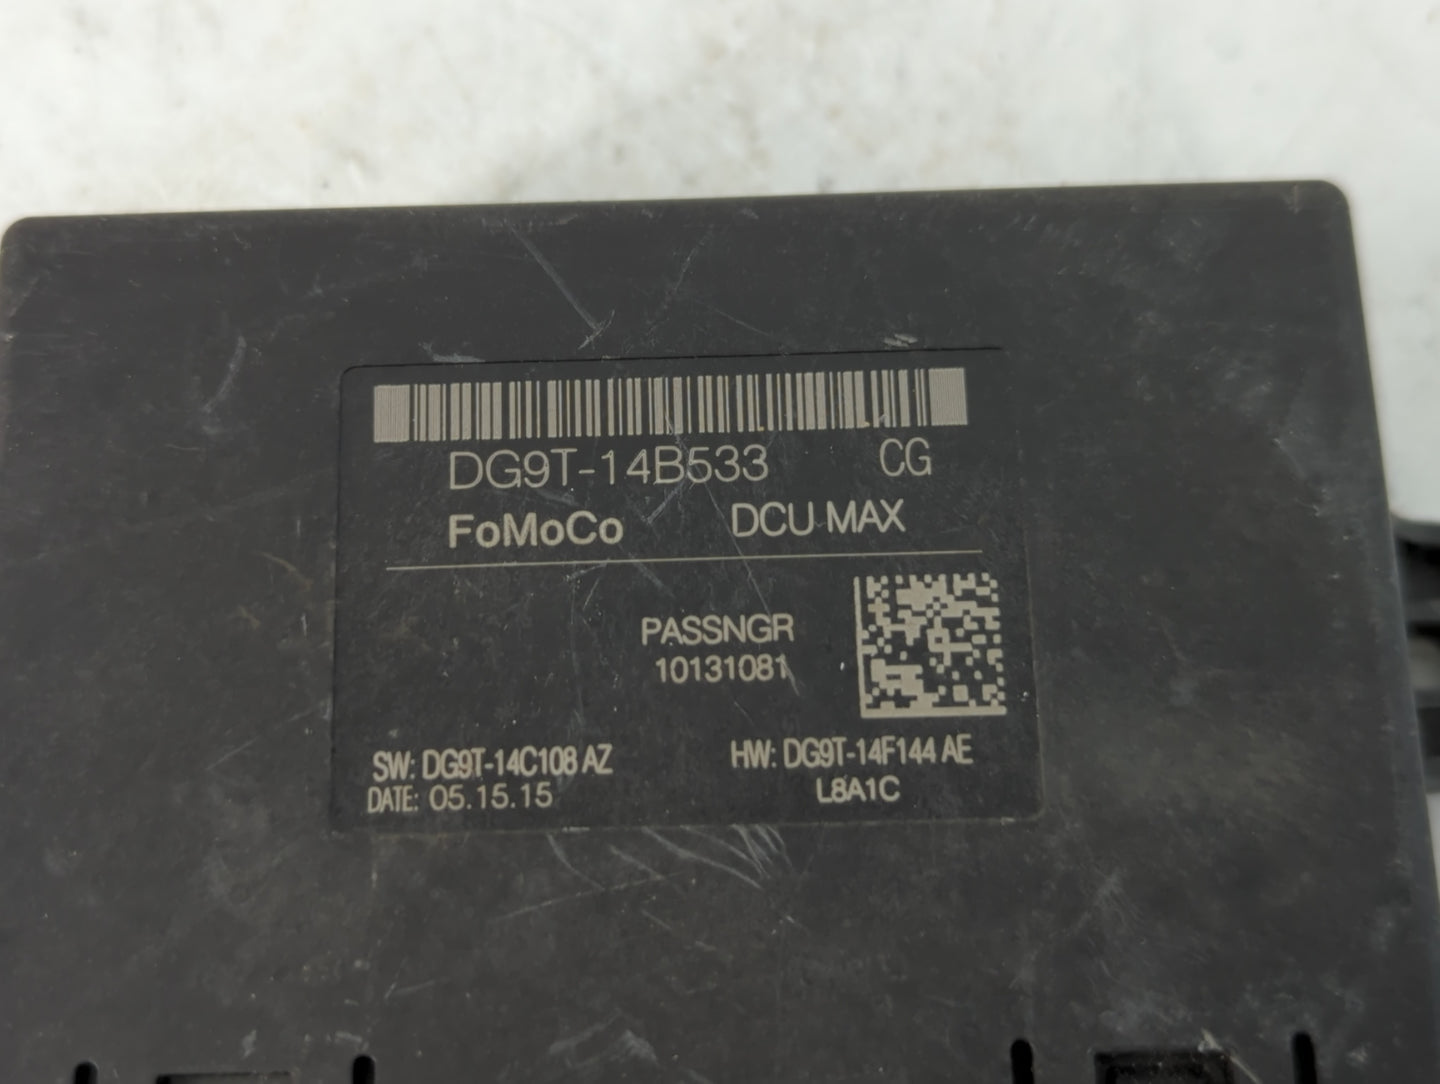 DG9T-14B533 CG
FoMoCo DCU MAX
PASSNGR
10131081
SW: DG9T-14C108 AZ HW: DG9T-14F144 AE
DATE: 05.15.15 L8A1C